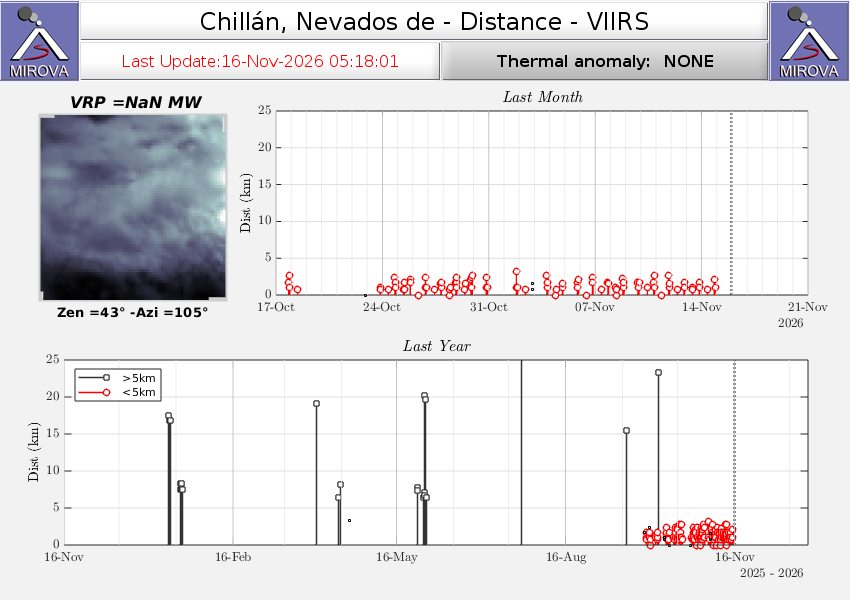 Chillán, Nevados de - Distance - VIIRS
MIROVA
Last Update:16-Nov-2026 05:18:01
Thermal anomaly: NONE
MIROVA
VRP =NaN MW
Zen =43° -Azi =105°
Last Month
Dist (km)
25
20
15
10
5
0
17-Oct 24-Oct 31-Oct 07-Nov 14-Nov 21-Nov
2026
Last Year
Dist (km)
25
20
15
10
5
0
>5km
<5km
16-Nov 16-Feb 16-May 16-Aug 16-Nov
2025 - 2026